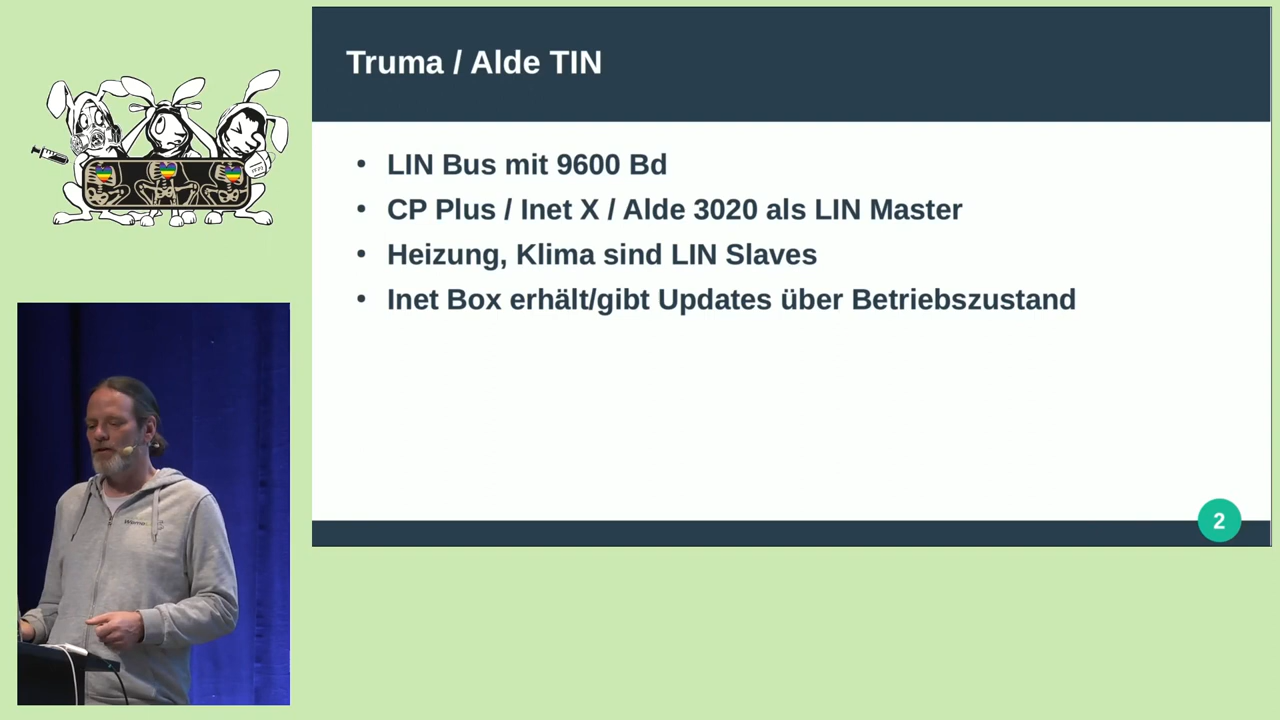 Truma / Alde TIN
• LIN Bus mit 9600 Bd
• CP Plus / Inet X / Alde 3020 als LIN Master
• Heizung, Klima sind LIN Slaves
• Inet Box erhält/gibt Updates über Betriebszustand
2